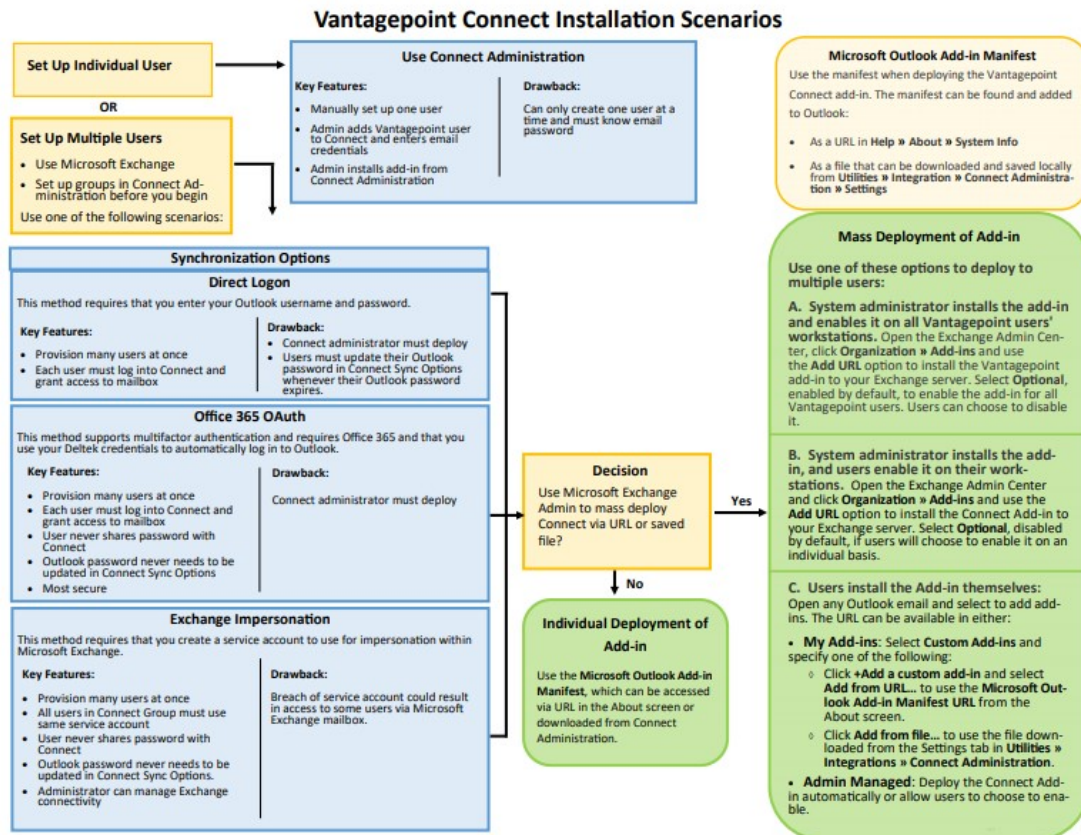 Vantagepoint Connect Installation Scenarios
Set Up Individual User
OR
Set Up Multiple Users
• Use Microsoft Exchange
• Set up groups in Connect Ad-
ministration before you begin
Use one of the following scenarios:
Use Connect Administration
Key Features:
• Manually set up one user
• Admin adds Vantagepoint user
to Connect and enters email
credentials
• Admin installs add-in from
Connect Administration
Drawback:
Can only create one user at a
time and must know email
password
Microsoft Outlook Add-in Manifest
Use the manifest when deploying the Vantagepoint
Connect add-in. The manifest can be found and added
to Outlook:
• As a URL in Help » About » System Info
• As a file that can be downloaded and saved locally
from Utilities » Integration » Connect Administra-
tion » Settings
Synchronization Options
Direct Logon
This method requires that you enter your Outlook username and password.
Key Features:
• Provision many users at once
• Each user must log into Connect and
grant access to mailbox
Drawback:
• Connect administrator must deploy
• Users must update their Outlook
password in Connect Sync Options
whenever their Outlook password
expires.
Office 365 OAuth
This method supports multifactor authentication and requires Office 365 and that you
use your Deltek credentials to automatically log in to Outlook.
Key Features:
• Provision many users at once
• Each user must log into Connect and
grant access to mailbox
• User never shares password with
Connect
• Outlook password never needs to be
updated in Connect Sync Options
• Most secure
Drawback:
Connect administrator must deploy
Exchange Impersonation
This method requires that you create a service account to use for impersonation within
Microsoft Exchange.
Key Features:
• Provision many users at once
• All users in Connect Group must use
same service account
• User never shares password with
Connect
• Outlook password never needs to be
updated in Connect Sync Options.
• Administrator can manage Exchange
connectivity
Drawback:
Breach of service account could result
in access to some users via Microsoft
Exchange mailbox.
Decision
Use Microsoft Exchange
Admin to mass deploy
Connect via URL or saved
file?
Yes
No
Individual Deployment of
Add-in
Use the Microsoft Outlook Add-in
Manifest, which can be accessed
via URL in the About screen or
downloaded from Connect
Administration.
Mass Deployment of Add-in
Use one of these options to deploy to
multiple users:
A. System administrator installs the add-in
and enables it on all Vantagepoint users'
workstations. Open the Exchange Admin Cen-
ter, click Organization » Add-ins and use
the Add URL option to install the Vantagepoint
add-in to your Exchange server. Select Optional,
enabled by default, to enable the add-in for all
Vantagepoint users. Users can choose to disable
it.
B. System administrator installs the add-
in, and users enable it on their work-
stations. Open the Exchange Admin Center
and click Organization » Add-ins and use the
Add URL option to install the Connect Add-in to
your Exchange server. Select Optional, disabled
by default, if users will choose to enable it on an
individual basis.
C. Users install the Add-in themselves:
Open any Outlook email and select to add add-
ins. The URL can be available in either:
• My Add-ins: Select Custom Add-ins and
specify one of the following:
◊ Click +Add a custom add-in and select
Add from URL... to use the Microsoft Out-
look Add-in Manifest URL from the
About screen.
◊ Click Add from file... to use the file down-
loaded from the Settings tab in Utilities »
Integrations » Connect Administration.
• Admin Managed: Deploy the Connect Add-
in automatically or allow users to choose to ena-
ble.